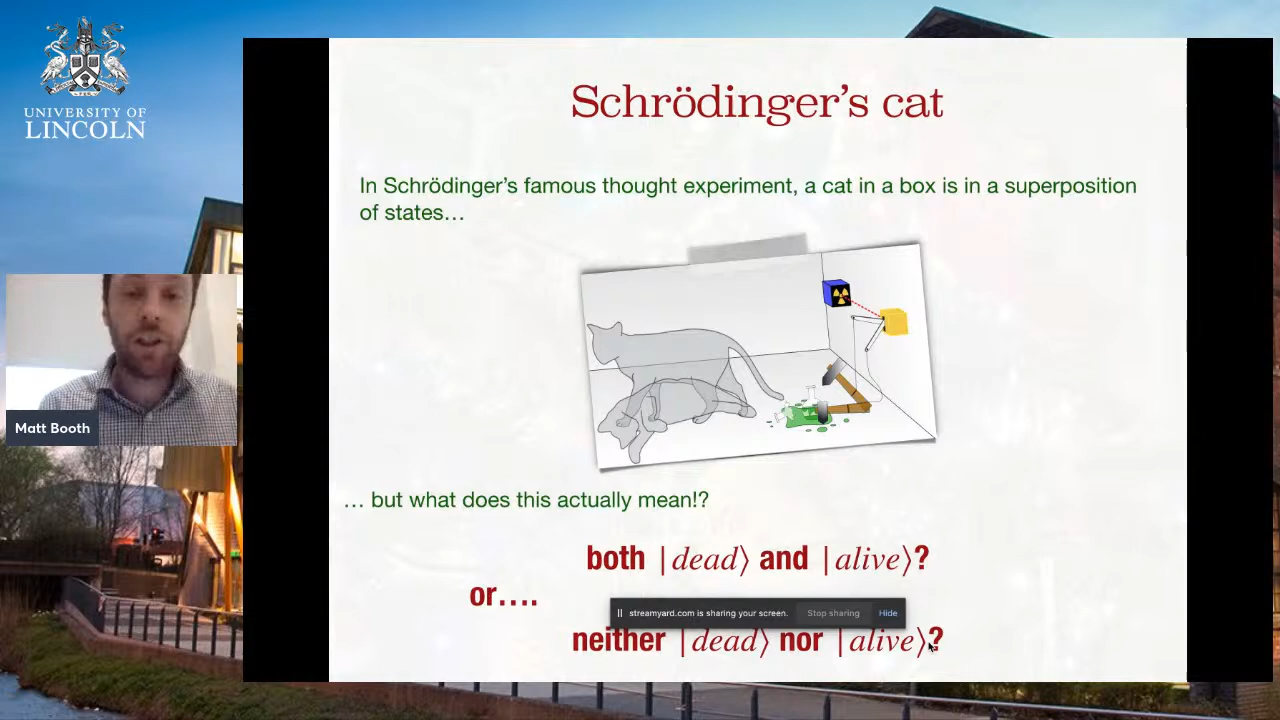 UNIVERSITY OF
LINCOLN
Schrödinger's cat
In Schrödinger's famous thought experiment, a cat in a box is in a superposition
of states…
Matt Booth
… but what does this actually mean!?
both |dead⟩ and |alive⟩?
or….
streamyard.com is sharing your screen. Stop sharing Hide
neither |dead⟩ nor |alive⟩?